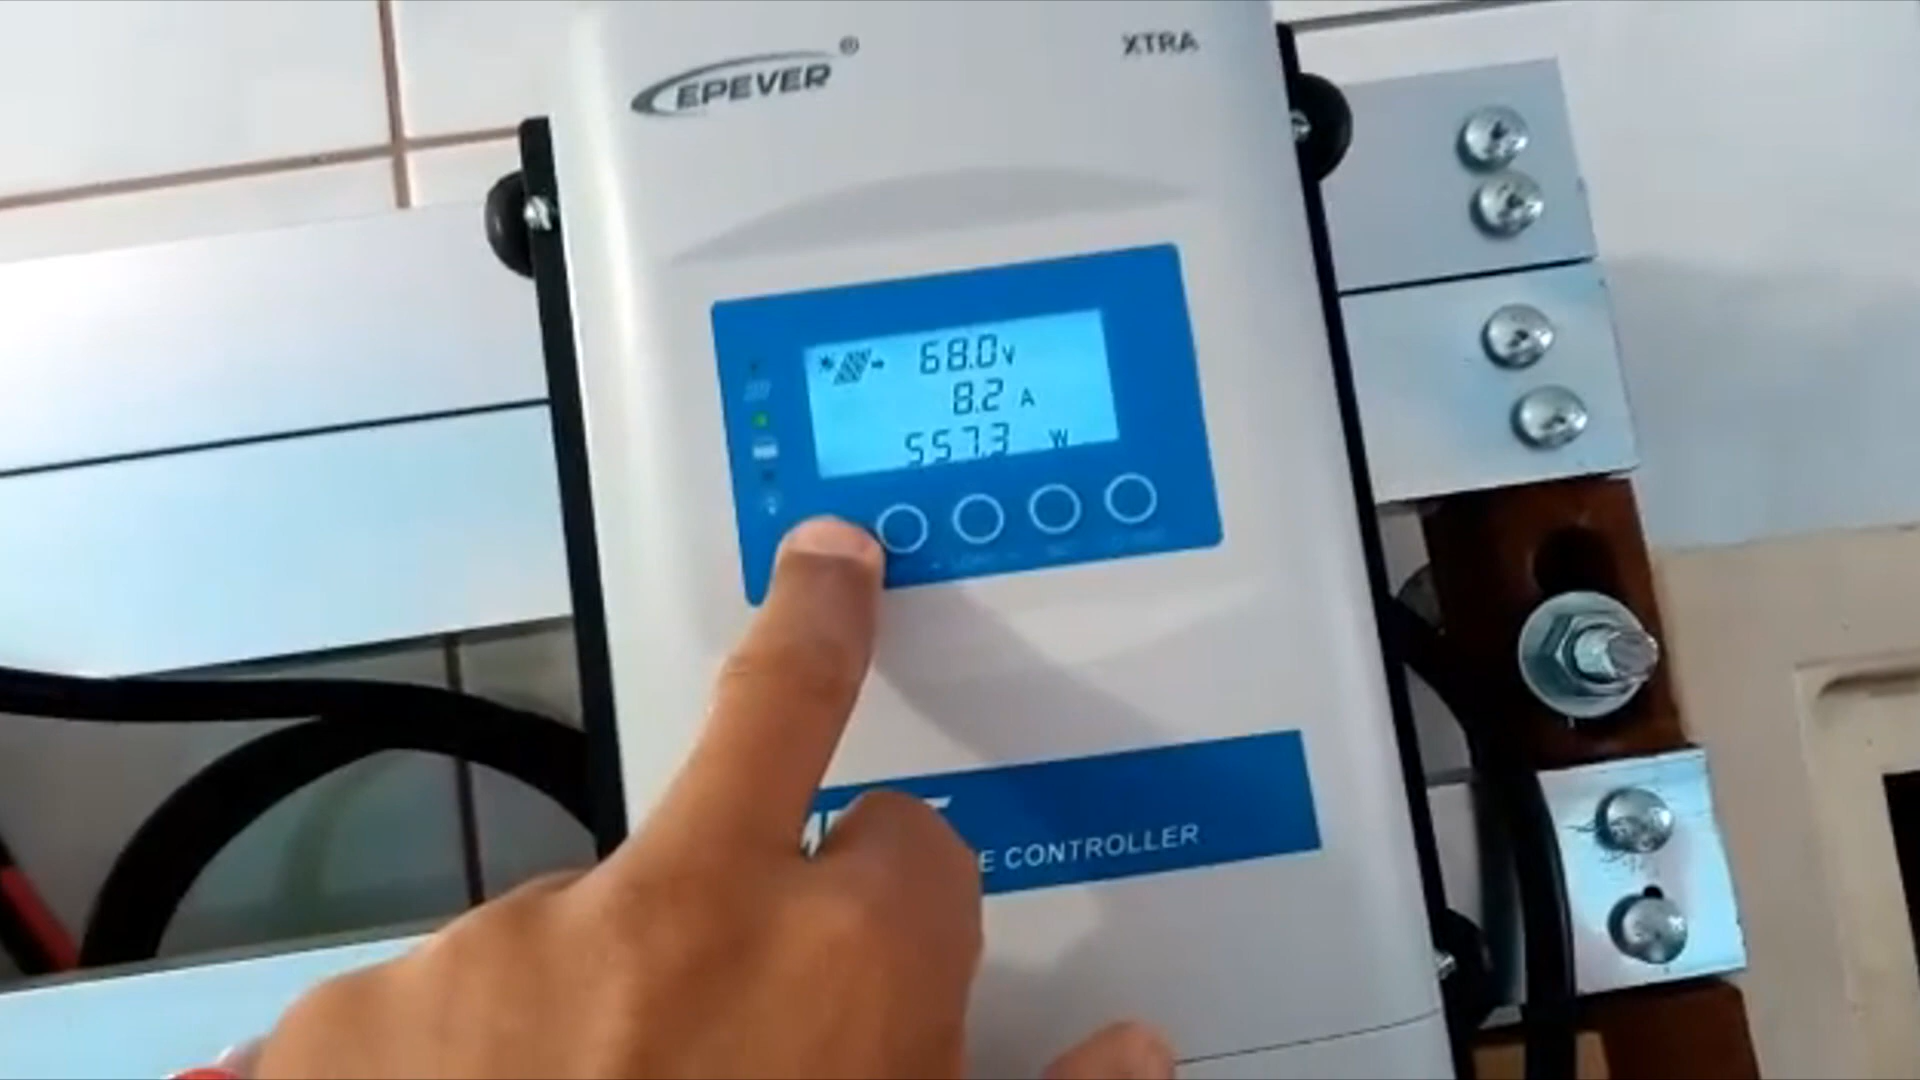 EPEVER®
XTRA
68.0V
8.2 A
557.3 W
CONTROLLER